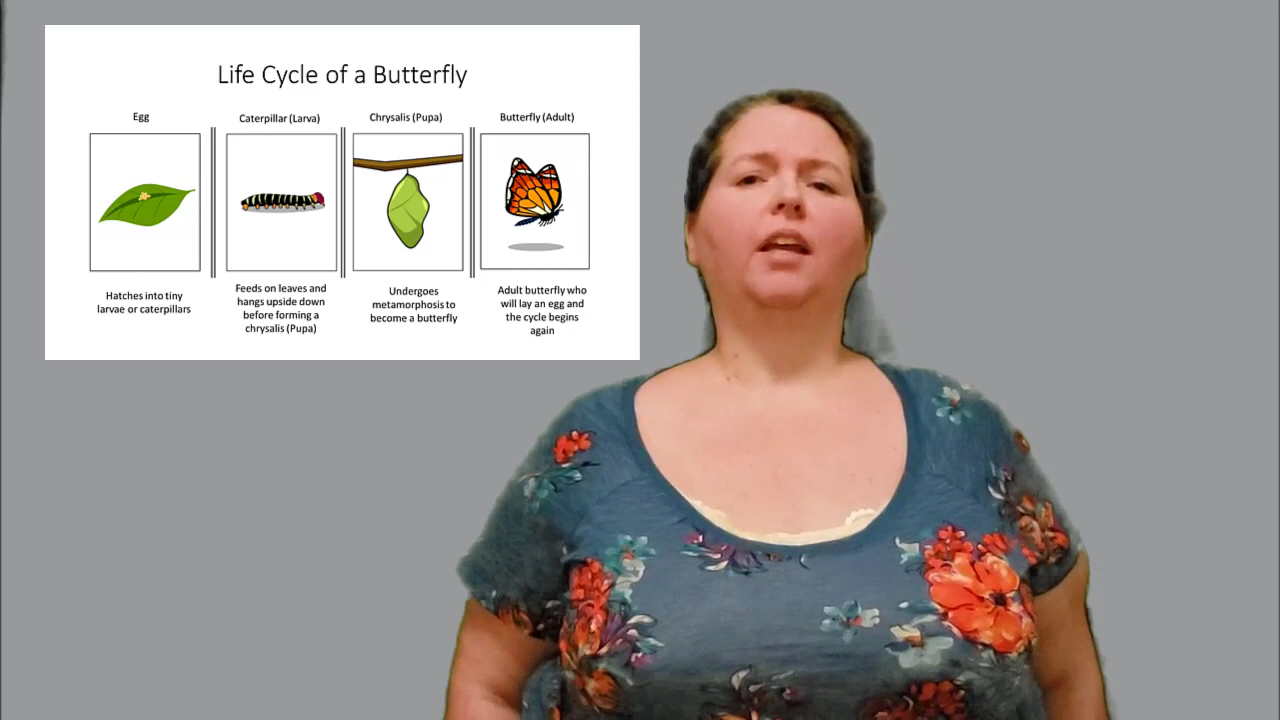 Life Cycle of a Butterfly
Egg
Caterpillar (Larva)
Chrysalis (Pupa)
Butterfly (Adult)
Hatches into tiny
larvae or caterpillars
Feeds on leaves and
hangs upside down
before forming a
chrysalis (Pupa)
Undergoes
metamorphosis to
become a butterfly
Adult butterfly who
will lay an egg and
the cycle begins
again